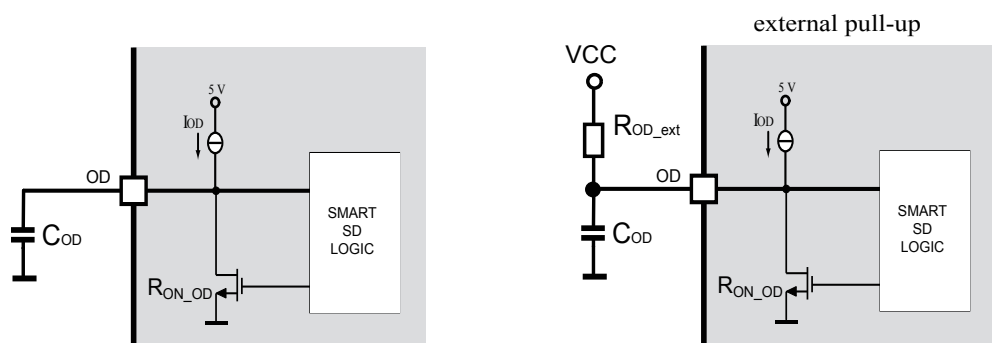 external pull-up
5 V
IOD
OD
COD
RON_OD
SMART
SD
LOGIC
VCC
ROD_ext
5 V
IOD
OD
COD
RON_OD
SMART
SD
LOGIC